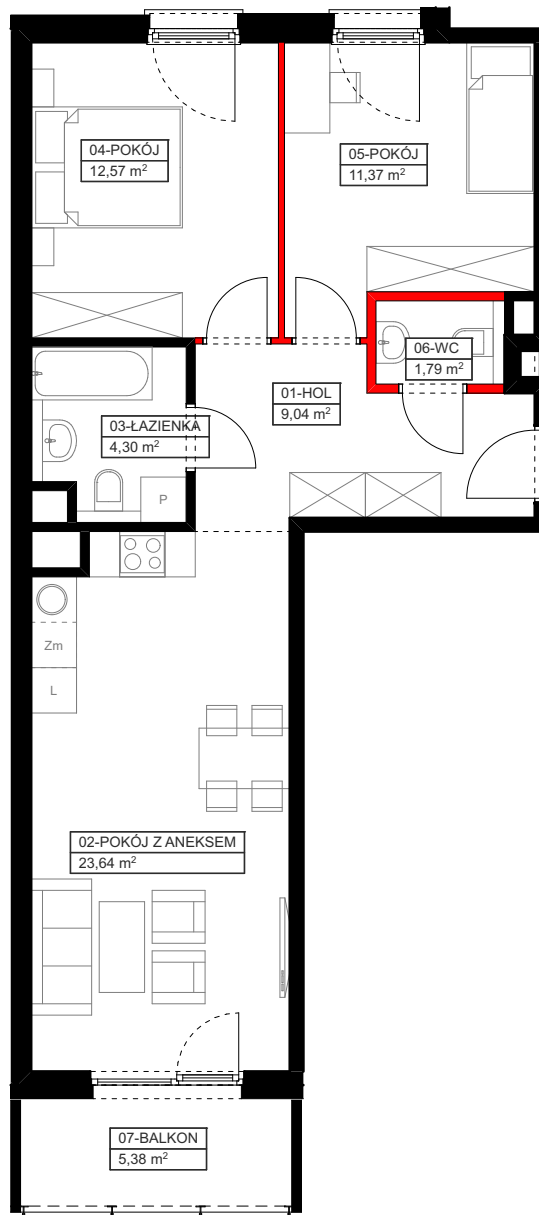 04-POKÓJ
12,57 m²
05-POKÓJ
11,37 m²
06-WC
1,79 m²
01-HOL
9,04 m²
03-ŁAZIENKA
4,30 m²
P
Zm
L
02-POKÓJ Z ANEKSEM
23,64 m²
07-BALKON
5,38 m²